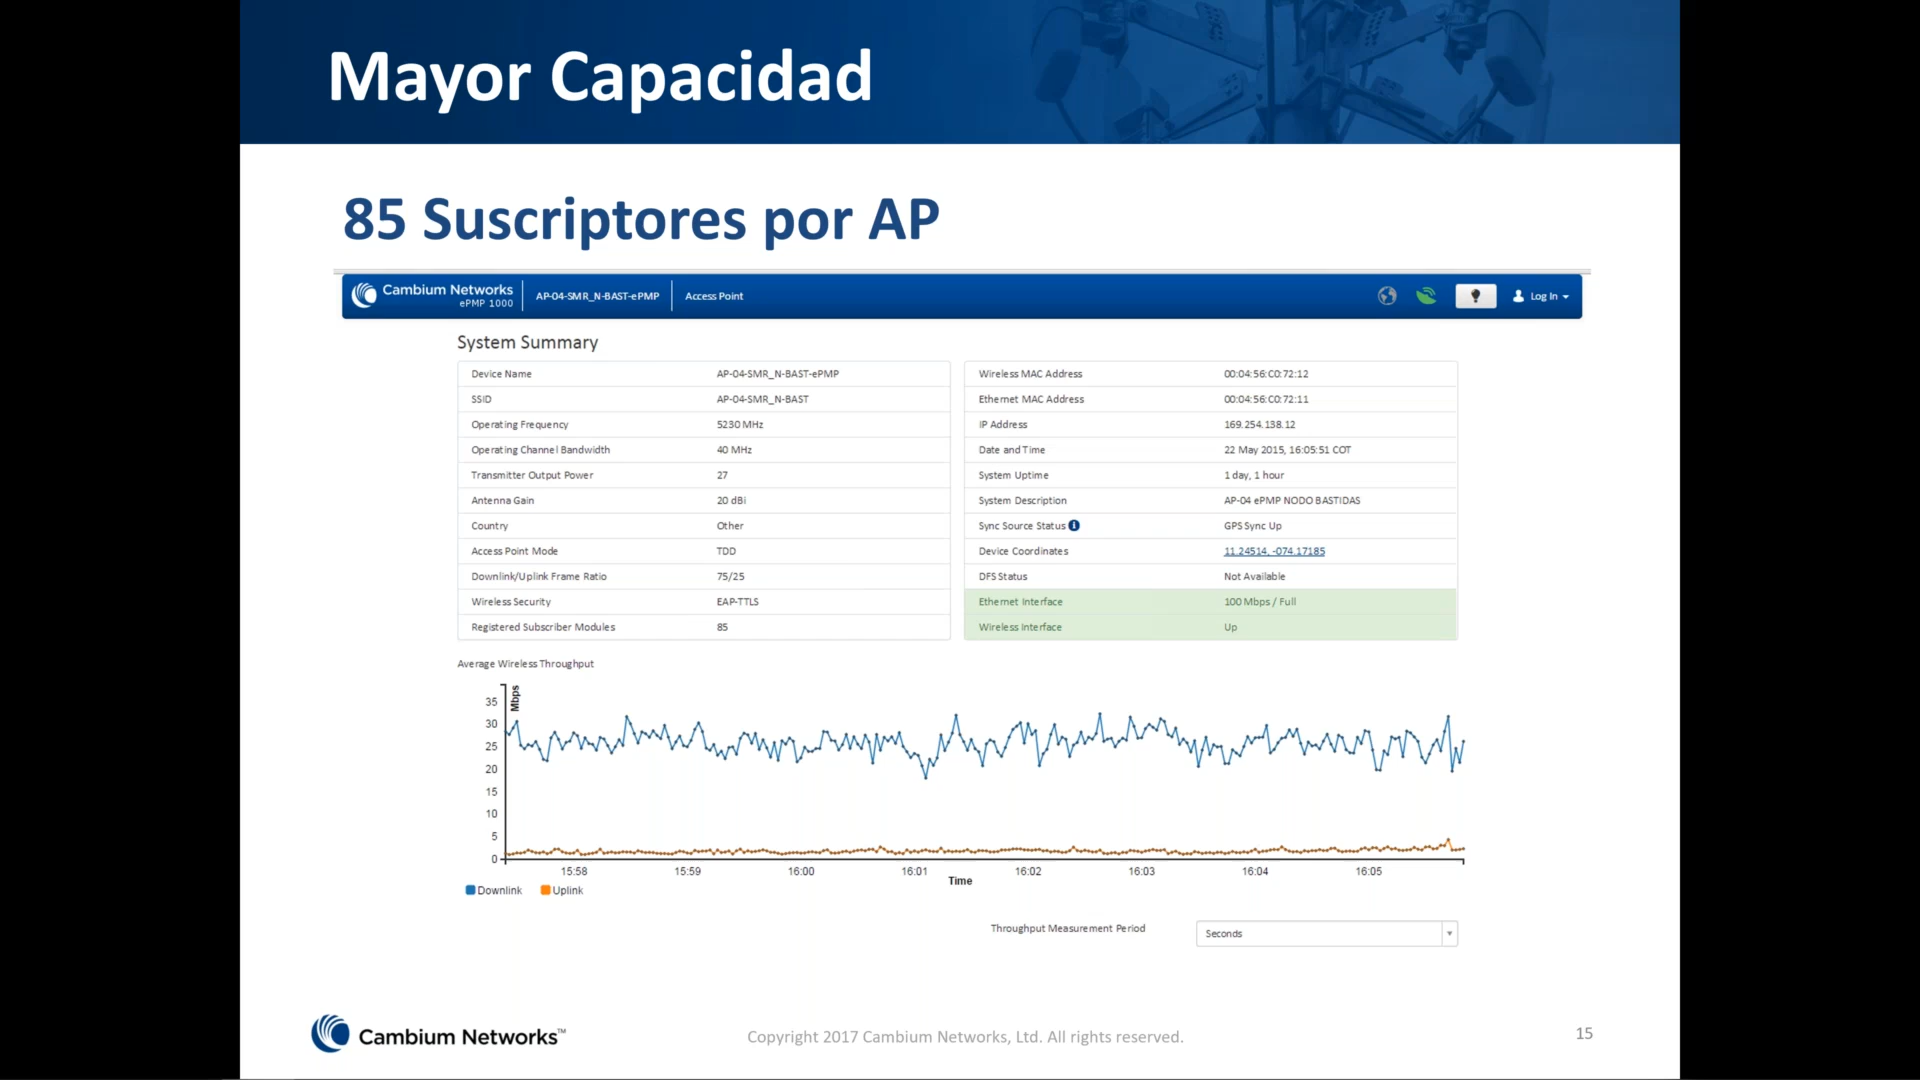 Mayor Capacidad
85 Suscriptores por AP
Cambium Networks
ePMP 1000
AP-04-SMR_N-BAST-ePMP
Access Point
Log In
System Summary
Device Name AP-04-SMR_N-BAST-ePMP
SSID AP-04-SMR_N-BAST
Operating Frequency 5230 MHz
Operating Channel Bandwidth 40 MHz
Transmitter Output Power 27
Antenna Gain 20 dBi
Country Other
Access Point Mode TDD
Downlink/Uplink Frame Ratio 75/25
Wireless Security EAP-TTLS
Registered Subscriber Modules 85
Wireless MAC Address 00:04:56:C0:72:12
Ethernet MAC Address 00:04:56:C0:72:11
IP Address 169.254.138.12
Date and Time 22 May 2015, 16:05:51 COT
System Uptime 1 day, 1 hour
System Description AP-04 ePMP NODO BASTIDAS
Sync Source Status GPS Sync Up
Device Coordinates 11.24514, -074.17185
DFS Status Not Available
Ethernet Interface 100 Mbps / Full
Wireless Interface Up
Average Wireless Throughput
Mbps
35
30
25
20
15
10
5
0
15:58 15:59 16:00 16:01 16:02 16:03 16:04 16:05
Time
Downlink Uplink
Throughput Measurement Period Seconds
Cambium Networks™
Copyright 2017 Cambium Networks, Ltd. All rights reserved.
15